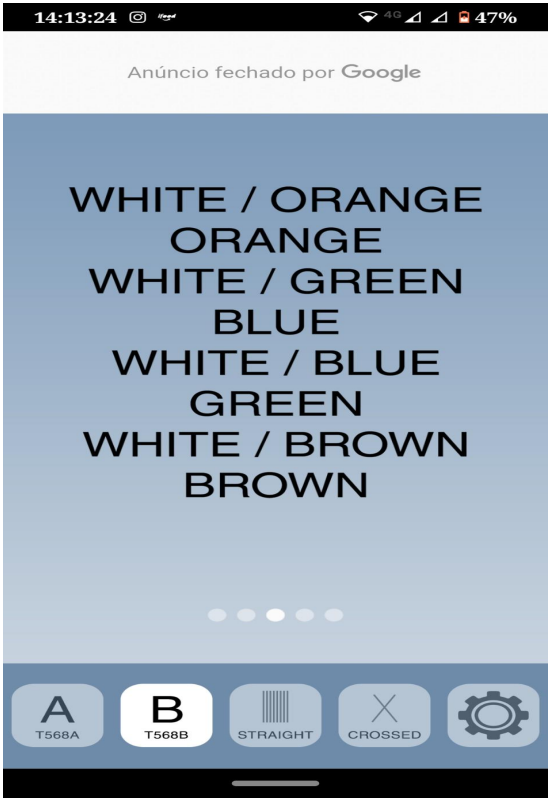 14:13:24 ifood 4G 47%
Anúncio fechado por Google
WHITE / ORANGE
ORANGE
WHITE / GREEN
BLUE
WHITE / BLUE
GREEN
WHITE / BROWN
BROWN
A B
T568A T568B STRAIGHT CROSSED